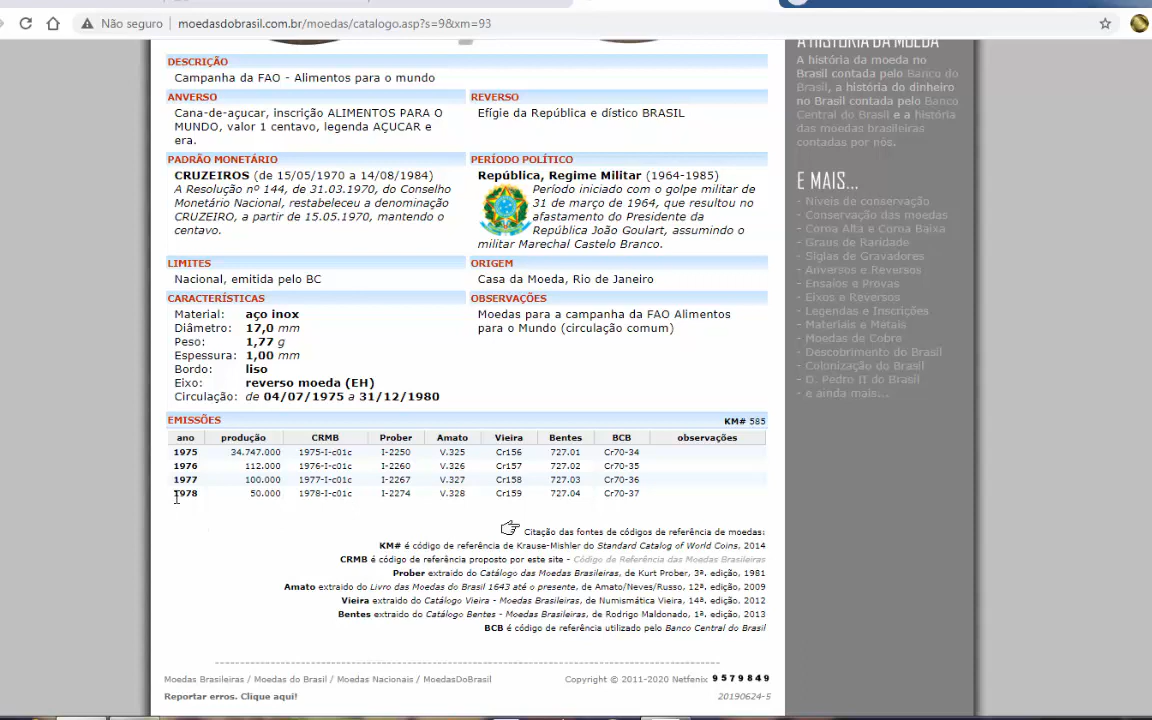 Não seguro | moedasdobrasil.com.br/moedas/catalogo.asp?s=9&xm=93
DESCRIÇÃO
Campanha da FAO - Alimentos para o mundo
ANVERSO
Cana-de-açucar, inscrição ALIMENTOS PARA O
MUNDO, valor 1 centavo, legenda AÇUCAR e
era.
REVERSO
Efígie da República e dístico BRASIL
PADRÃO MONETÁRIO
CRUZEIROS (de 15/05/1970 a 14/08/1984)
A Resolução nº 144, de 31.03.1970, do Conselho
Monetário Nacional, restabeleceu a denominação
CRUZEIRO, a partir de 15.05.1970, mantendo o
centavo.
PERÍODO POLÍTICO
República, Regime Militar (1964-1985)
Período iniciado com o golpe militar de
31 de março de 1964, que resultou no
afastamento do Presidente da
República João Goulart, assumindo o
militar Marechal Castelo Branco.
LIMITES
Nacional, emitida pelo BC
ORIGEM
Casa da Moeda, Rio de Janeiro
CARACTERÍSTICAS
Material: aço inox
Diâmetro: 17,0 mm
Peso: 1,77 g
Espessura: 1,00 mm
Bordo: liso
Eixo: reverso moeda (EH)
Circulação: de 04/07/1975 a 31/12/1980
OBSERVAÇÕES
Moedas para a campanha da FAO Alimentos
para o Mundo (circulação comum)
EMISSÕES KM# 585
ano produção CRMB Prober Amato Vieira Bentes BCB observações
1975 34.747.000 1975-I-c01c I-2250 V.325 Cr156 727.01 Cr70-34
1976 112.000 1976-I-c01c I-2260 V.326 Cr157 727.02 Cr70-35
1977 100.000 1977-I-c01c I-2267 V.327 Cr158 727.03 Cr70-36
1978 50.000 1978-I-c01c I-2274 V.328 Cr159 727.04 Cr70-37
Citação das fontes de códigos de referência de moedas:
KM# é código de referência de Krause-Mishler do Standard Catalog of World Coins, 2014
CRMB é código de referência proposto por este site - Código de Referência das Moedas Brasileiras
Prober extraido do Catálogo das Moedas Brasileiras, de Kurt Prober, 3ª. edição, 1981
Amato extraido do Livro das Moedas do Brasil 1643 até o presente, de Amato/Neves/Russo, 12ª. edição, 2009
Vieira extraido do Catálogo Vieira - Moedas Brasileiras, de Numismática Vieira, 14ª. edição. 2012
Bentes extraido do Catálogo Bentes - Moedas Brasileiras, de Rodrigo Maldonado, 1ª. edição, 2013
BCB é código de referência utilizado pelo Banco Central do Brasil
Moedas Brasileiras / Moedas do Brasil / Moedas Nacionais / MoedasDoBrasil
Copyright © 2011-2020 Netfenix 9579849
Reportar erros. Clique aqui!
20190624-5
A HISTÓRIA DA MOEDA
A história da moeda no
Brasil contada pelo Banco do
Brasil, a história do dinheiro
no Brasil contada pelo Banco
Central do Brasil e a história
das moedas brasileiras
contadas por nós.
E MAIS...
- Níveis de conservação
- Conservação das moedas
- Coroa Alta e Coroa Baixa
- Graus de Raridade
- Siglas de Gravadores
- Anversos e Reversos
- Ensaios e Provas
- Eixos e Reversos
- Legendas e Inscrições
- Materiais e Metais
- Moedas de Cobre
- Descobrimento do Brasil
- Colonização do Brasil
- D. Pedro II do Brasil
- e ainda mais...